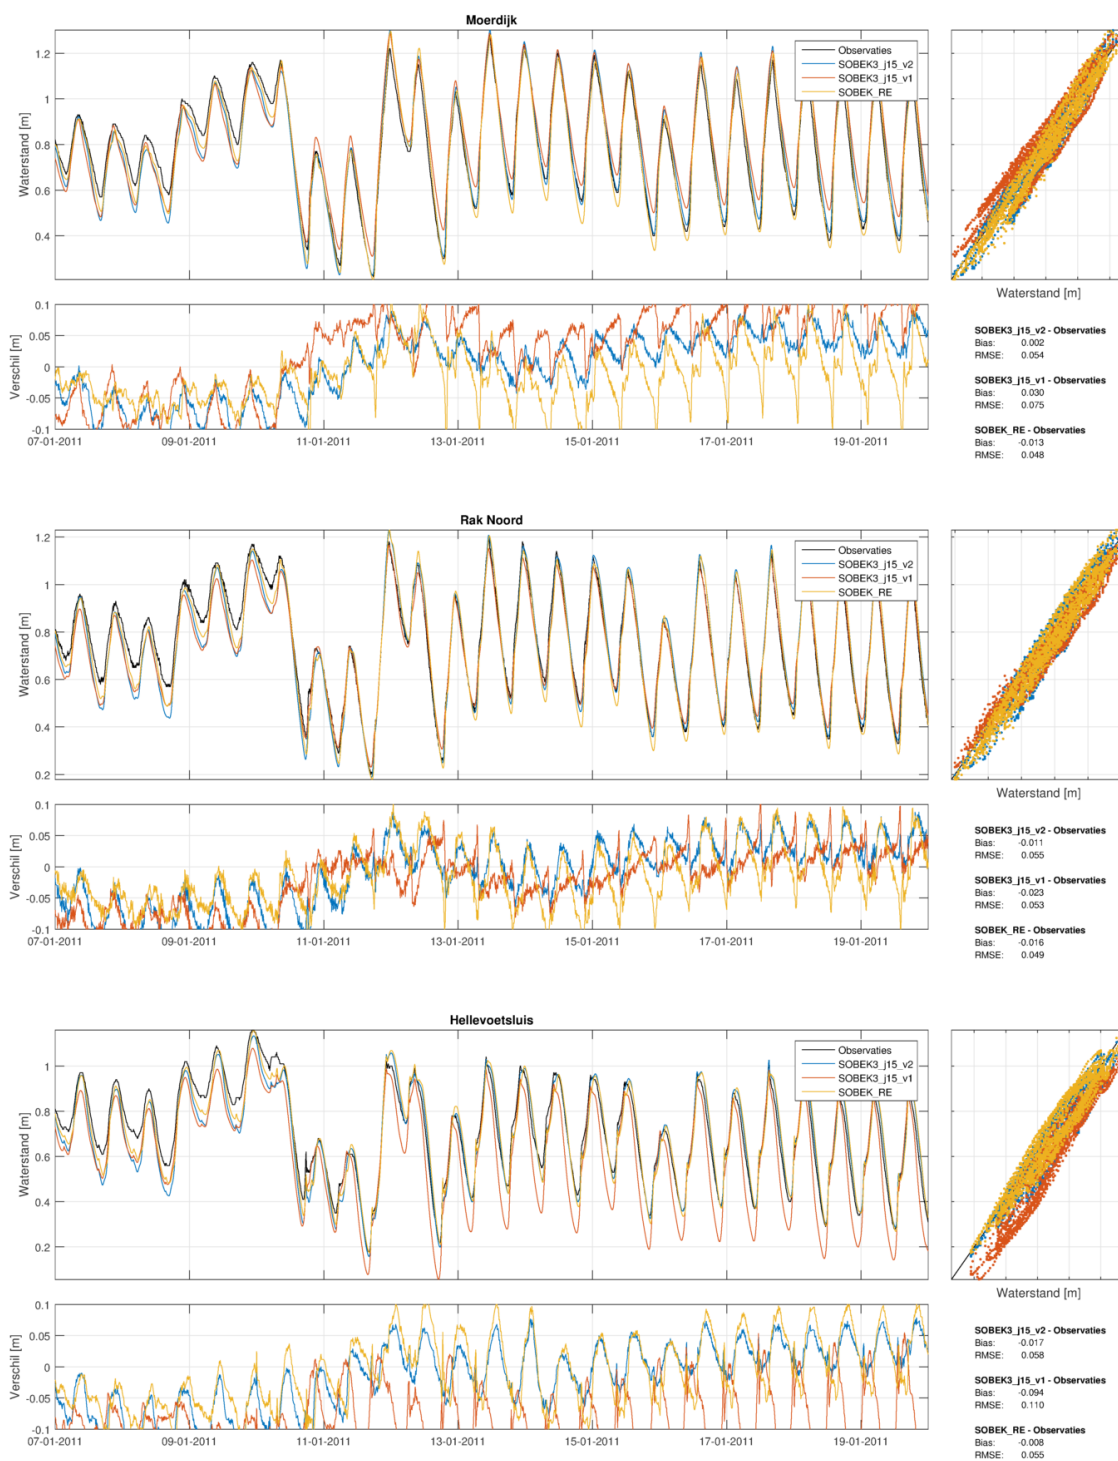 Moerdijk
Waterstand [m]
1.2
1
0.8
0.6
0.4
Observaties
SOBEK3_j15_v2
SOBEK3_j15_v1
SOBEK_RE
Waterstand [m]
Verschil [m]
0.1
0.05
0
-0.05
-0.1
07-01-2011 09-01-2011 11-01-2011 13-01-2011 15-01-2011 17-01-2011 19-01-2011
SOBEK3_j15_v2 - Observaties
Bias: 0.002
RMSE: 0.054
SOBEK3_j15_v1 - Observaties
Bias: 0.030
RMSE: 0.075
SOBEK_RE - Observaties
Bias: -0.013
RMSE: 0.048
Rak Noord
Waterstand [m]
1.2
1
0.8
0.6
0.4
0.2
Observaties
SOBEK3_j15_v2
SOBEK3_j15_v1
SOBEK_RE
Waterstand [m]
Verschil [m]
0.1
0.05
0
-0.05
-0.1
07-01-2011 09-01-2011 11-01-2011 13-01-2011 15-01-2011 17-01-2011 19-01-2011
SOBEK3_j15_v2 - Observaties
Bias: -0.011
RMSE: 0.055
SOBEK3_j15_v1 - Observaties
Bias: -0.023
RMSE: 0.053
SOBEK_RE - Observaties
Bias: -0.016
RMSE: 0.049
Hellevoetsluis
Waterstand [m]
1
0.8
0.6
0.4
0.2
Observaties
SOBEK3_j15_v2
SOBEK3_j15_v1
SOBEK_RE
Waterstand [m]
Verschil [m]
0.1
0.05
0
-0.05
-0.1
07-01-2011 09-01-2011 11-01-2011 13-01-2011 15-01-2011 17-01-2011 19-01-2011
SOBEK3_j15_v2 - Observaties
Bias: -0.017
RMSE: 0.058
SOBEK3_j15_v1 - Observaties
Bias: -0.094
RMSE: 0.110
SOBEK_RE - Observaties
Bias: -0.008
RMSE: 0.055